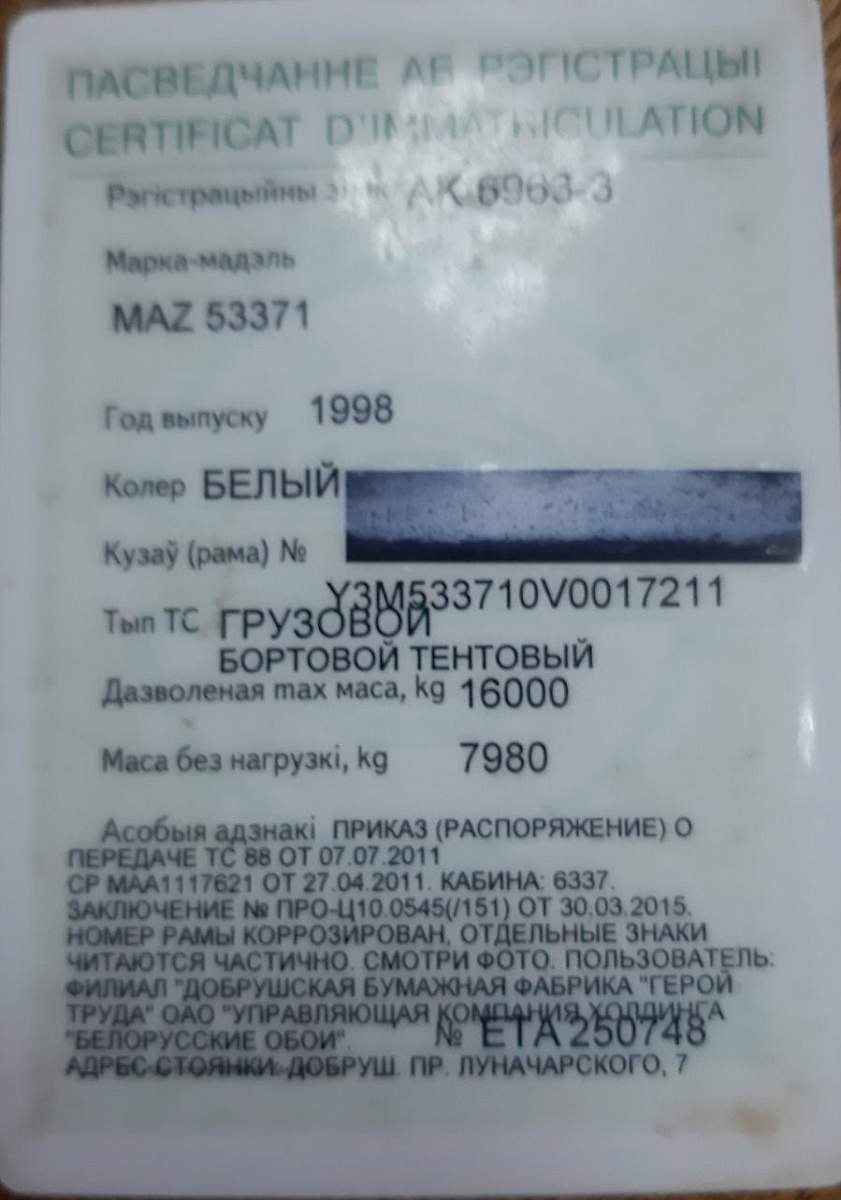 ПАСВЕДЧАННЕ АБ РЭГІСТРАЦЫІ
CERTIFICAT D'IMMATRICULATION
Рэгістрацыйны знак АК 6963-3
Марка-мадэль
MAZ 53371
Год выпуску 1998
Колер БЕЛЫЙ
Кузаў (рама) №
Y3M533710V0017211
Тып ТС ГРУЗОВОЙ
БОРТОВОЙ ТЕНТОВЫЙ
Дазволеная max маса, kg 16000
Маса без нагрузкі, kg 7980
Асобыя адзнакі ПРИКАЗ (РАСПОРЯЖЕНИЕ) О
ПЕРЕДАЧЕ ТС 88 ОТ 07.07.2011
СР МАА1117621 ОТ 27.04.2011. КАБИНА: 6337.
ЗАКЛЮЧЕНИЕ № ПРО-Ц10.0545(/151) ОТ 30.03.2015.
НОМЕР РАМЫ КОРРОЗИРОВАН, ОТДЕЛЬНЫЕ ЗНАКИ
ЧИТАЮТСЯ ЧАСТИЧНО. СМОТРИ ФОТО. ПОЛЬЗОВАТЕЛЬ:
ФИЛИАЛ "ДОБРУШСКАЯ БУМАЖНАЯ ФАБРИКА "ГЕРОЙ
ТРУДА" ОАО "УПРАВЛЯЮЩАЯ КОМПАНИЯ ХОЛДИНГА
"БЕЛОРУССКИЕ ОБОИ".
№ ЕТА 250748
АДРЕС СТОЯНКИ: ДОБРУШ. ПР. ЛУНАЧАРСКОГО, 7